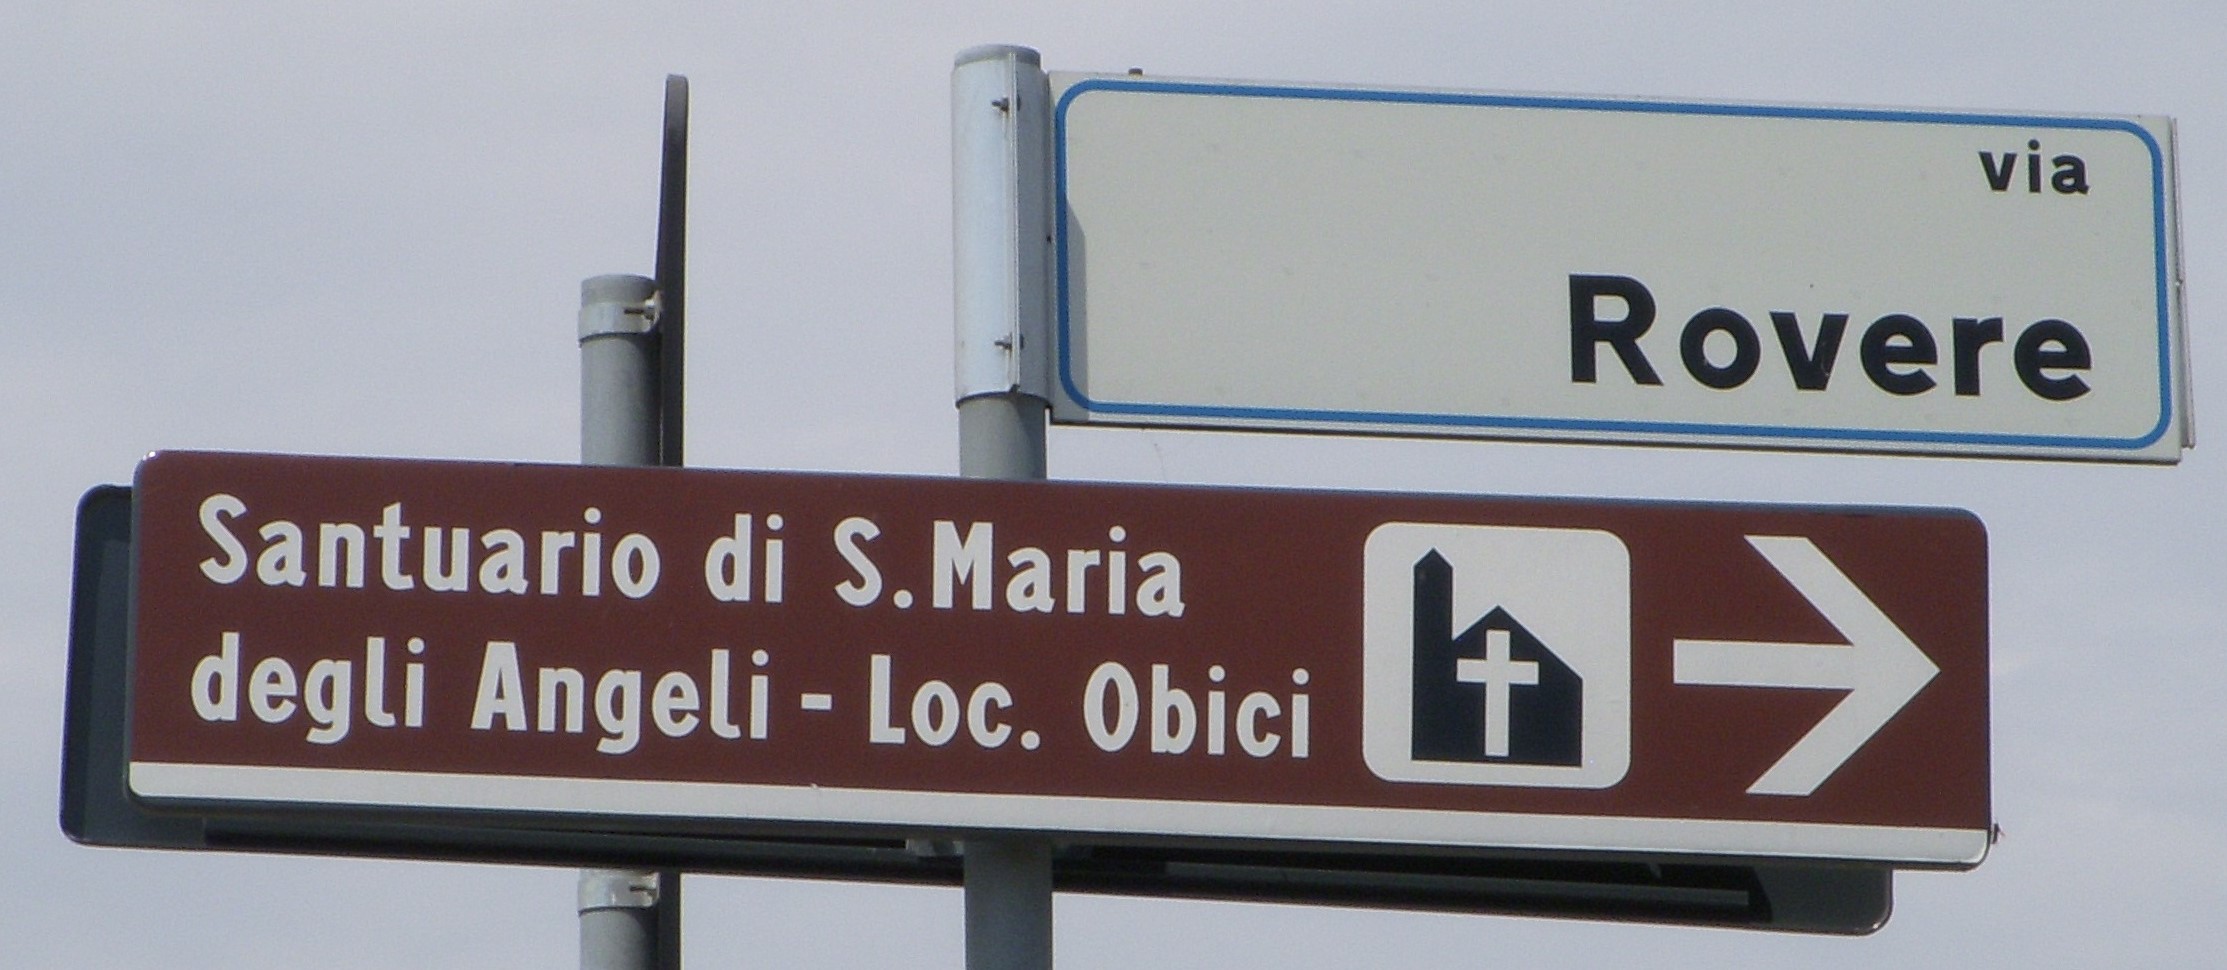 via
Rovere
Santuario di S. Maria
degli Angeli - Loc. Obici